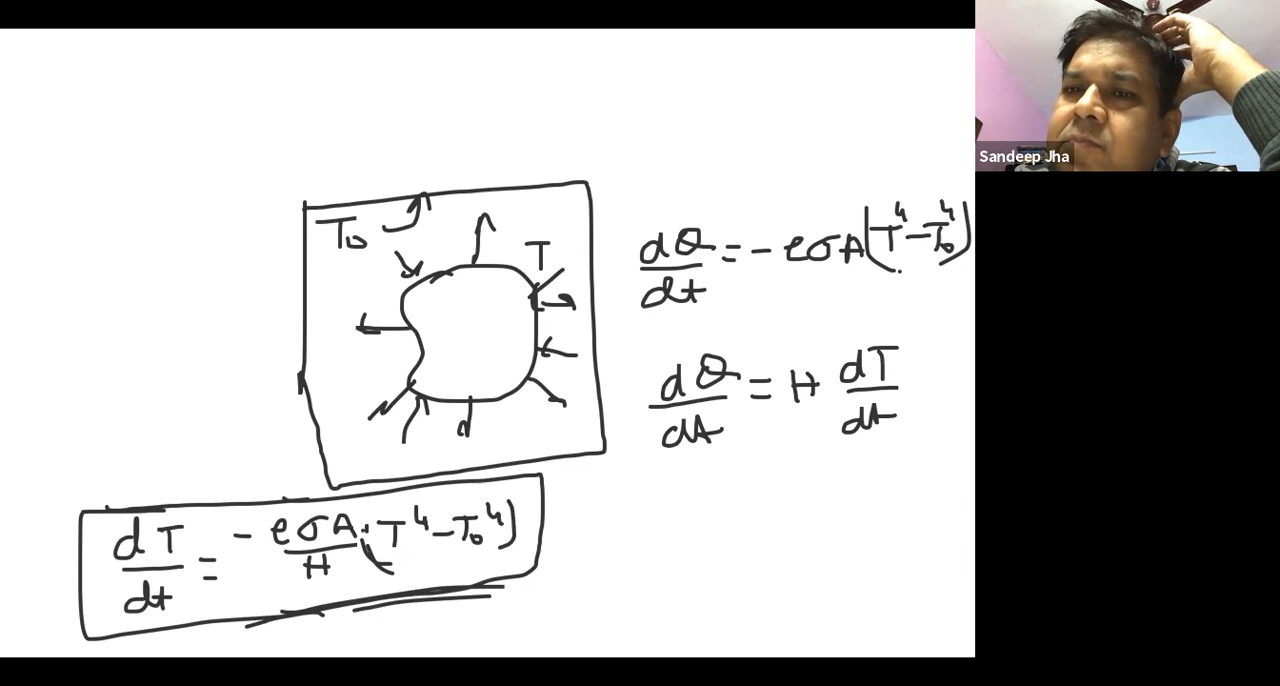 Sandeep Jha
T₀
T
dQ/dt = - eσA(T⁴ - T₀⁴)
dQ/dt = H dT/dt
dT/dt = - eσA/H (T⁴ - T₀⁴)